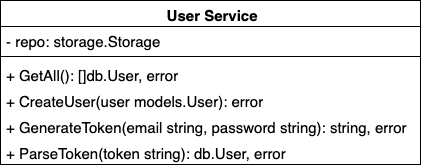 User Service
- repo: storage.Storage
+ GetAll(): []db.User, error
+ CreateUser(user models.User): error
+ GenerateToken(email string, password string): string, error
+ ParseToken(token string): db.User, error